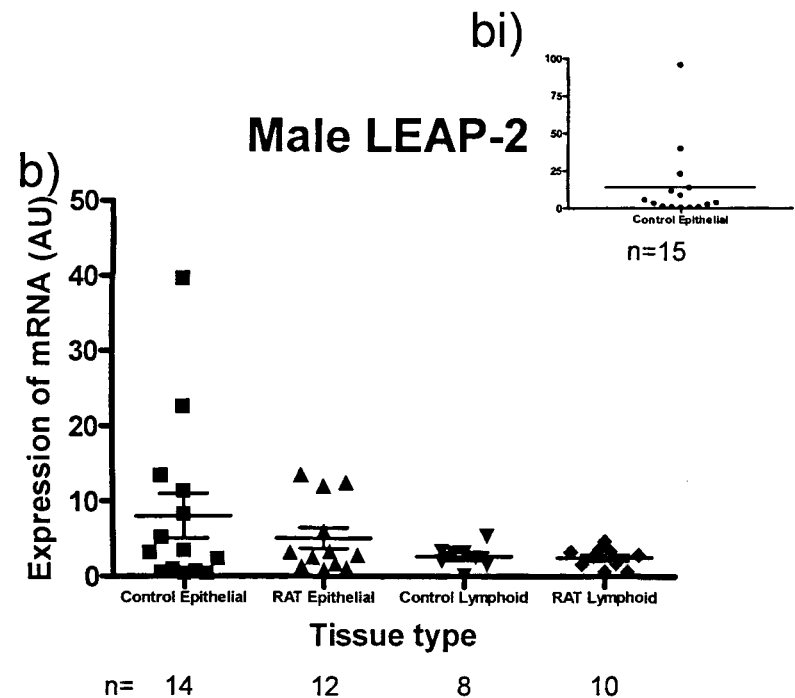 bi)
100
75
50
25
0
Control Epithelial
n=15
Male LEAP-2
b)
Expression of mRNA (AU)
50
40
30
20
10
0
Control Epithelial RAT Epithelial Control Lymphoid RAT Lymphoid
Tissue type
n= 14 12 8 10